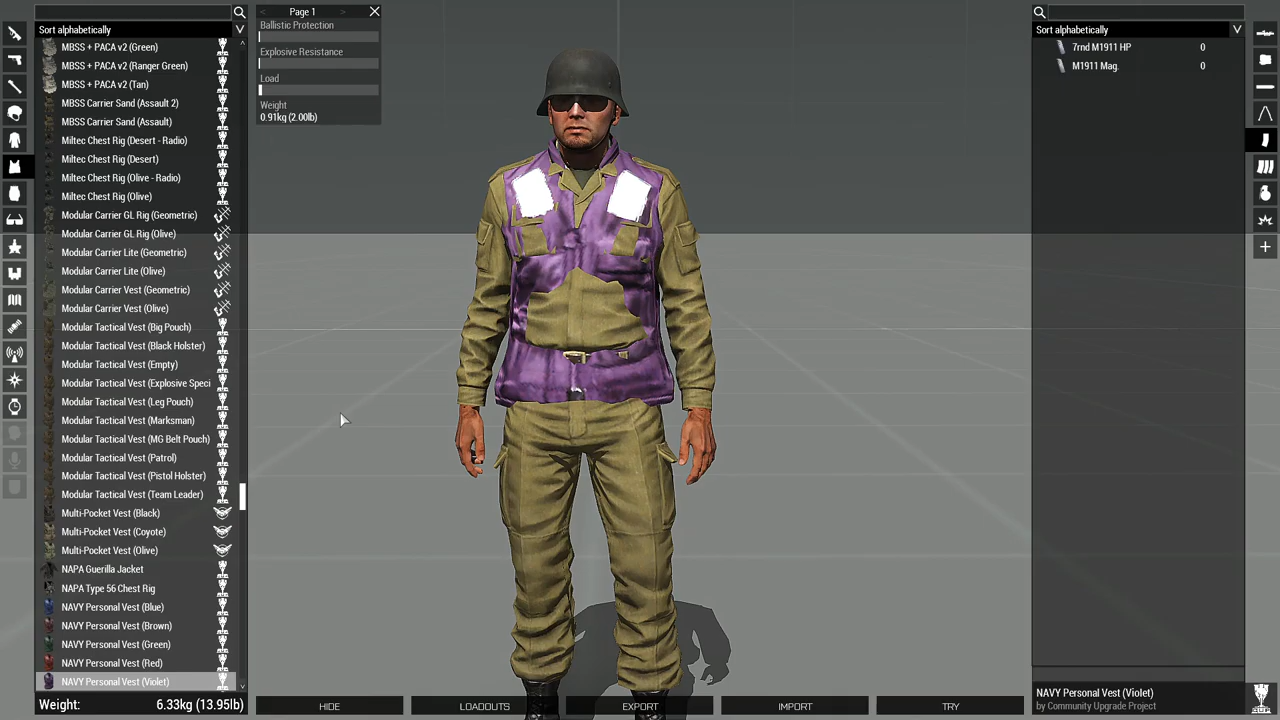 Sort alphabetically
MBSS + PACA v2 (Green)
MBSS + PACA v2 (Ranger Green)
MBSS + PACA v2 (Tan)
MBSS Carrier Sand (Assault 2)
MBSS Carrier Sand (Assault)
Miltec Chest Rig (Desert - Radio)
Miltec Chest Rig (Desert)
Miltec Chest Rig (Olive - Radio)
Miltec Chest Rig (Olive)
Modular Carrier GL Rig (Geometric)
Modular Carrier GL Rig (Olive)
Modular Carrier Lite (Geometric)
Modular Carrier Lite (Olive)
Modular Carrier Vest (Geometric)
Modular Carrier Vest (Olive)
Modular Tactical Vest (Big Pouch)
Modular Tactical Vest (Black Holster)
Modular Tactical Vest (Empty)
Modular Tactical Vest (Explosive Speci
Modular Tactical Vest (Leg Pouch)
Modular Tactical Vest (Marksman)
Modular Tactical Vest (MG Belt Pouch)
Modular Tactical Vest (Patrol)
Modular Tactical Vest (Pistol Holster)
Modular Tactical Vest (Team Leader)
Multi-Pocket Vest (Black)
Multi-Pocket Vest (Coyote)
Multi-Pocket Vest (Olive)
NAPA Guerilla Jacket
NAPA Type 56 Chest Rig
NAVY Personal Vest (Blue)
NAVY Personal Vest (Brown)
NAVY Personal Vest (Green)
NAVY Personal Vest (Red)
NAVY Personal Vest (Violet)
Weight: 6.33kg (13.95lb)
< Page 1 >
Ballistic Protection
Explosive Resistance
Load
Weight
0.91kg (2.00lb)
HIDE
LOADOUTS
EXPORT
IMPORT
TRY
Sort alphabetically
7rnd M1911 HP 0
M1911 Mag. 0
NAVY Personal Vest (Violet)
by Community Upgrade Project